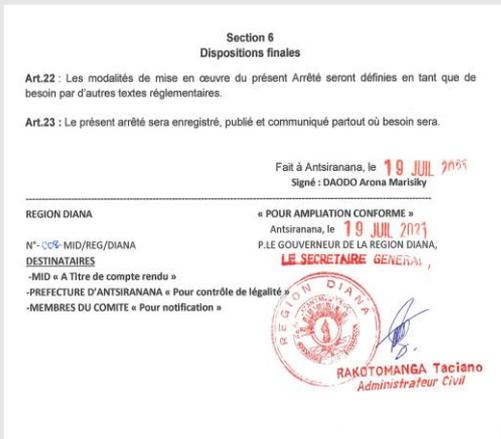 Section 6
Dispositions finales
Art.22 : Les modalités de mise en œuvre du présent Arrêté seront définies en tant que de
besoin par d'autres textes réglementaires.
Art.23 : Le présent arrêté sera enregistré, publié et communiqué partout où besoin sera.
Fait à Antsiranana, le 19 JUIL
Signé : DAODO Arona Marisiky
REGION DIANA
« POUR AMPLIATION CONFORME »
Antsiranana, le 19 JUIL 2021
N°- 008- MID/REG/DIANA
P.LE GOUVERNEUR DE LA REGION DIANA,
DESTINATAIRES
LE SECRETAIRE GENERAL,
-MID « A Titre de compte rendu »
-PREFECTURE D'ANTSIRANANA « Pour contrôle de légalité »
-MEMBRES DU COMITE « Pour notification »
REGION DIANA
RAKOTOMANGA Taciano
Administrateur Civil